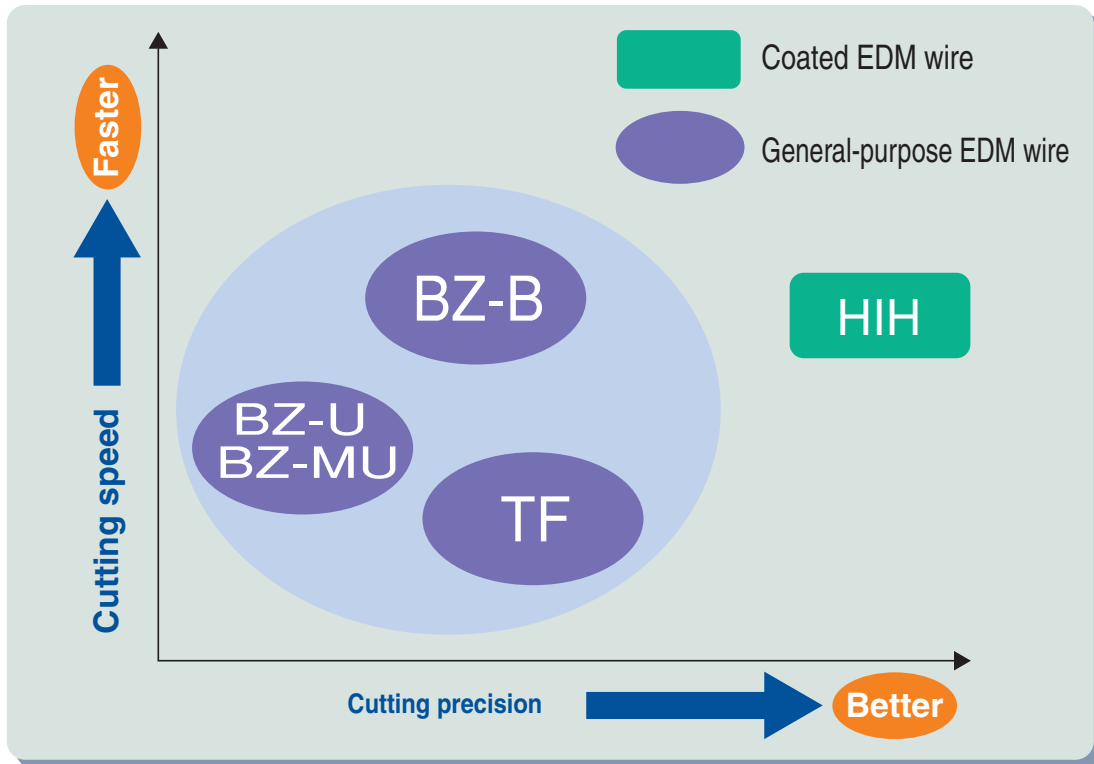 Faster
Cutting speed
Coated EDM wire
General-purpose EDM wire
BZ-B
HIH
BZ-U
BZ-MU
TF
Cutting precision
Better